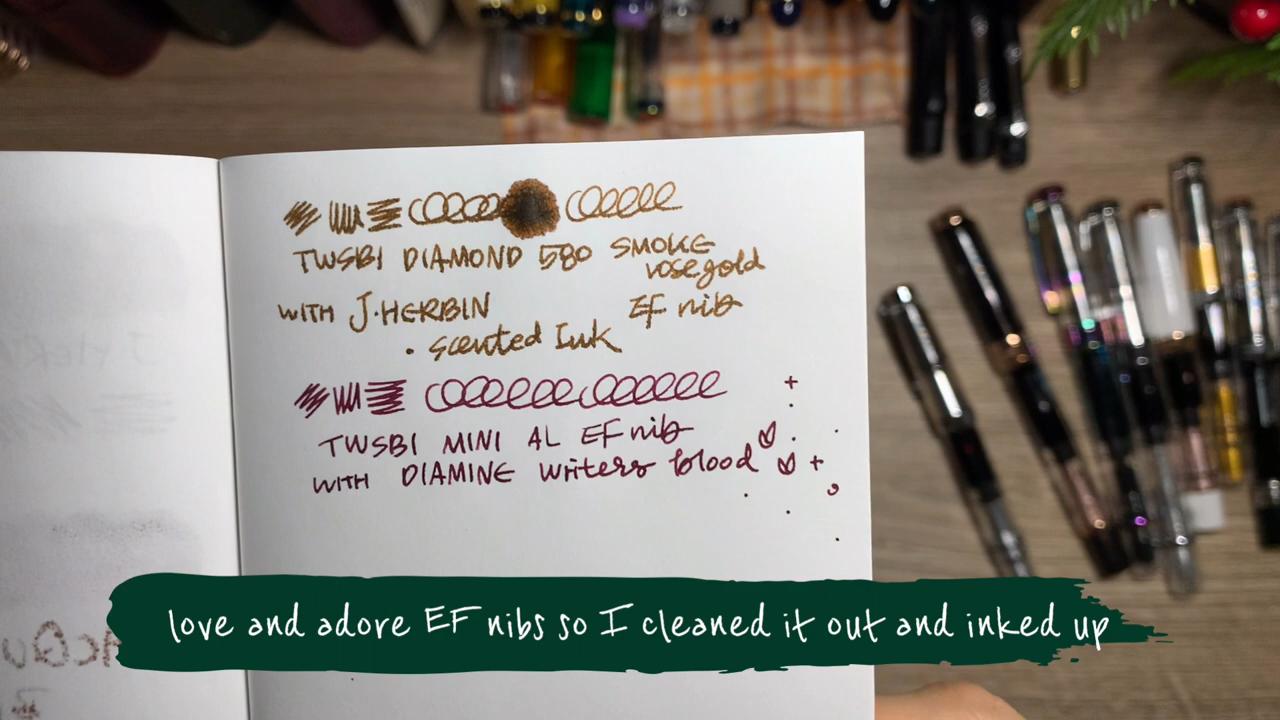 TWSBI DIAMOND 580 SMOKE
rose gold
WITH J.HERBIN EF nib
• scented Ink
TWSBI MINI AL EF nib
WITH DIAMINE writers blood
love and adore EF nibs so I cleaned it out and inked up